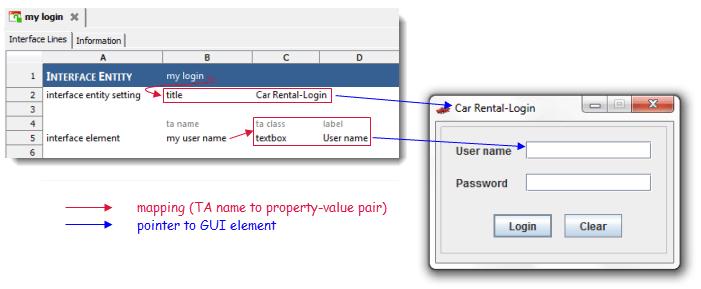 my login
Interface Lines Information
A B C D
1 INTERFACE ENTITY my login
2 interface entity setting title Car Rental-Login
3
4 ta name ta class label
5 interface element my user name textbox User name
6
mapping (TA name to property-value pair)
pointer to GUI element
Car Rental-Login
User name
Password
Login Clear